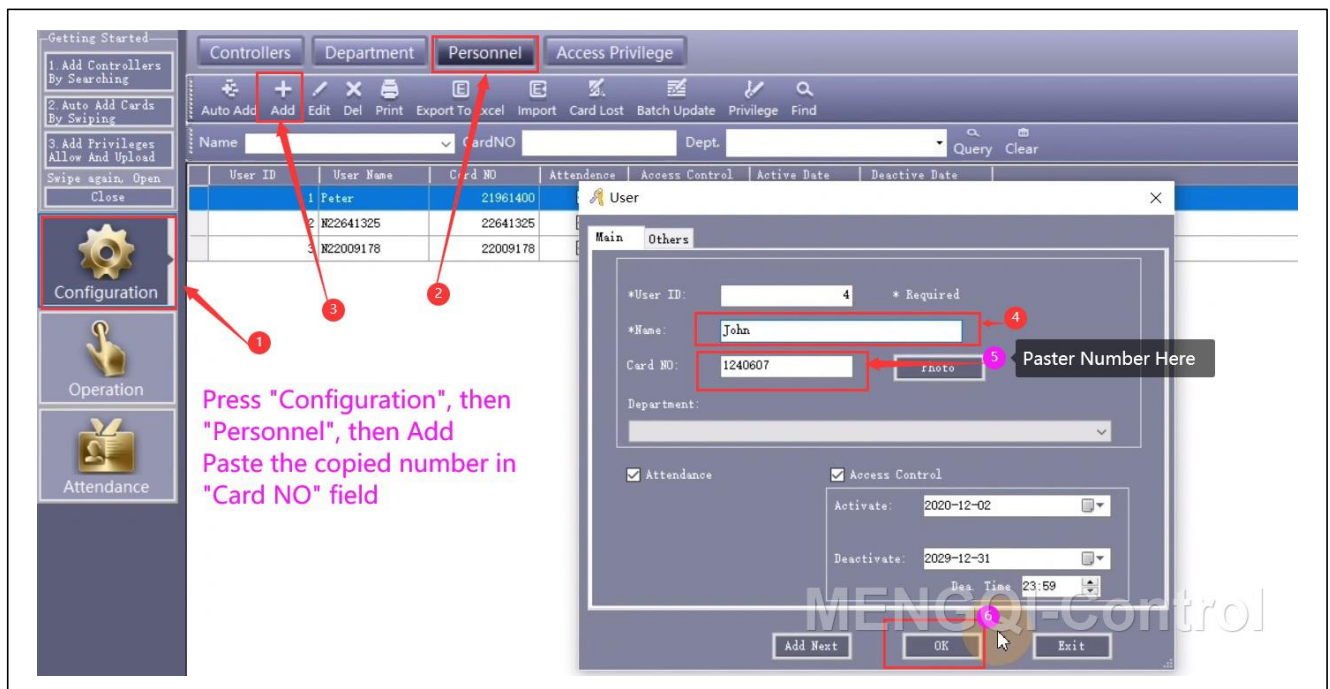 Getting Started
1.Add Controllers
By Searching
2.Auto Add Cards
By Swiping
3.Add Privileges
Allow And Upload
Swipe again, Open
Close
Configuration
Operation
Attendance
Controllers Department Personnel Access Privilege
Auto Add Add Edit Del Print Export To Excel Import Card Lost Batch Update Privilege Find
Name CardNO Dept. Query Clear
User ID User Name Card NO Attendence Access Control Active Date Deactive Date
1 Peter 21961400
2 N22641325 22641325
3 N22009178 22009178
1
2
3
Press "Configuration", then
"Personnel", then Add
Paste the copied number in
"Card NO" field
User
Main Others
*User ID: 4 * Required
*Name: John 4
Card NO: 1240607 Photo 5 Paster Number Here
Department:
Attendance Access Control
Activate: 2020-12-02
Deactivate: 2029-12-31
Dea. Time 23:59
MENGQI-Control
6
Add Next OK Exit